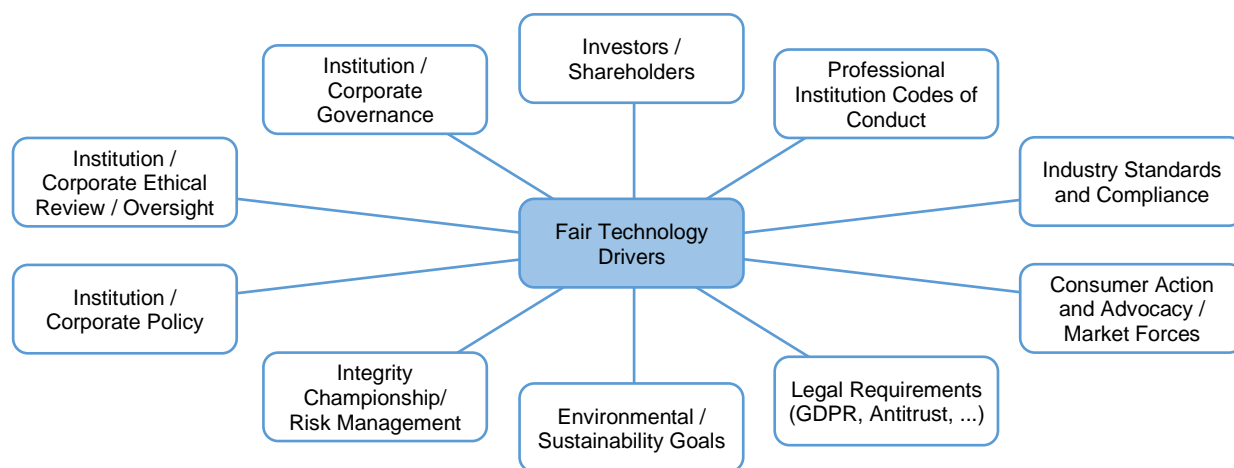 Investors /
Shareholders
Institution /
Corporate
Governance
Professional
Institution Codes of
Conduct
Institution /
Corporate Ethical
Review / Oversight
Industry Standards
and Compliance
Fair Technology
Drivers
Institution /
Corporate Policy
Consumer Action
and Advocacy /
Market Forces
Integrity
Championship/
Risk Management
Environmental /
Sustainability Goals
Legal Requirements
(GDPR, Antitrust, ...)